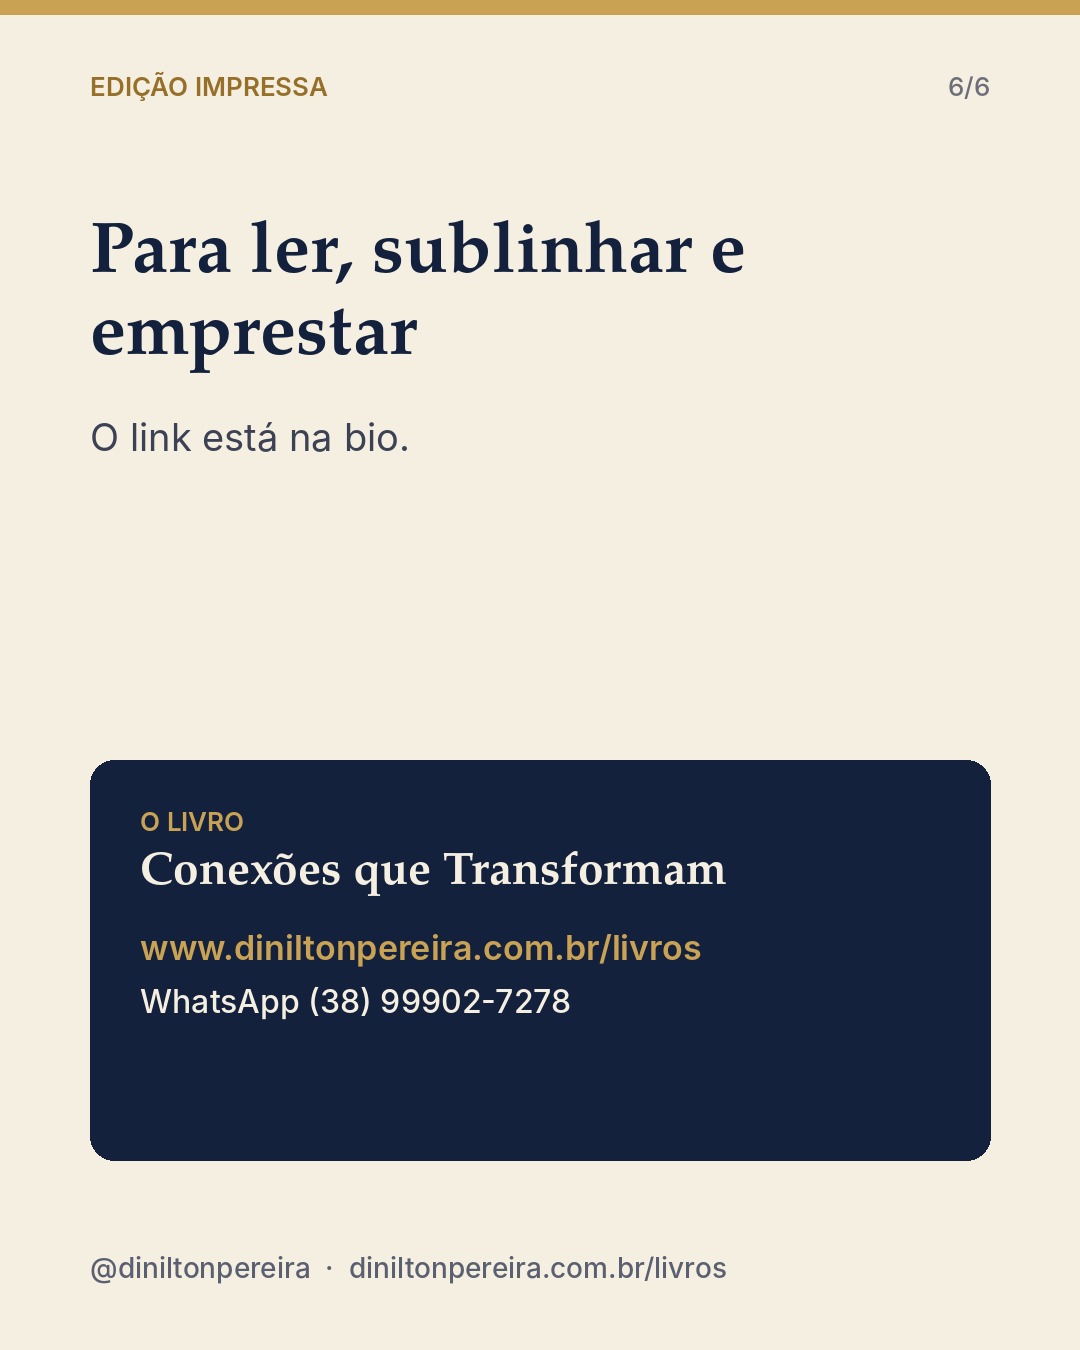 EDIÇÃO IMPRESSA
6/6
Para ler, sublinhar e
emprestar
O link está na bio.
O LIVRO
Conexões que Transformam
www.diniltonpereira.com.br/livros
WhatsApp (38) 99902-7278
@diniltonpereira · diniltonpereira.com.br/livros